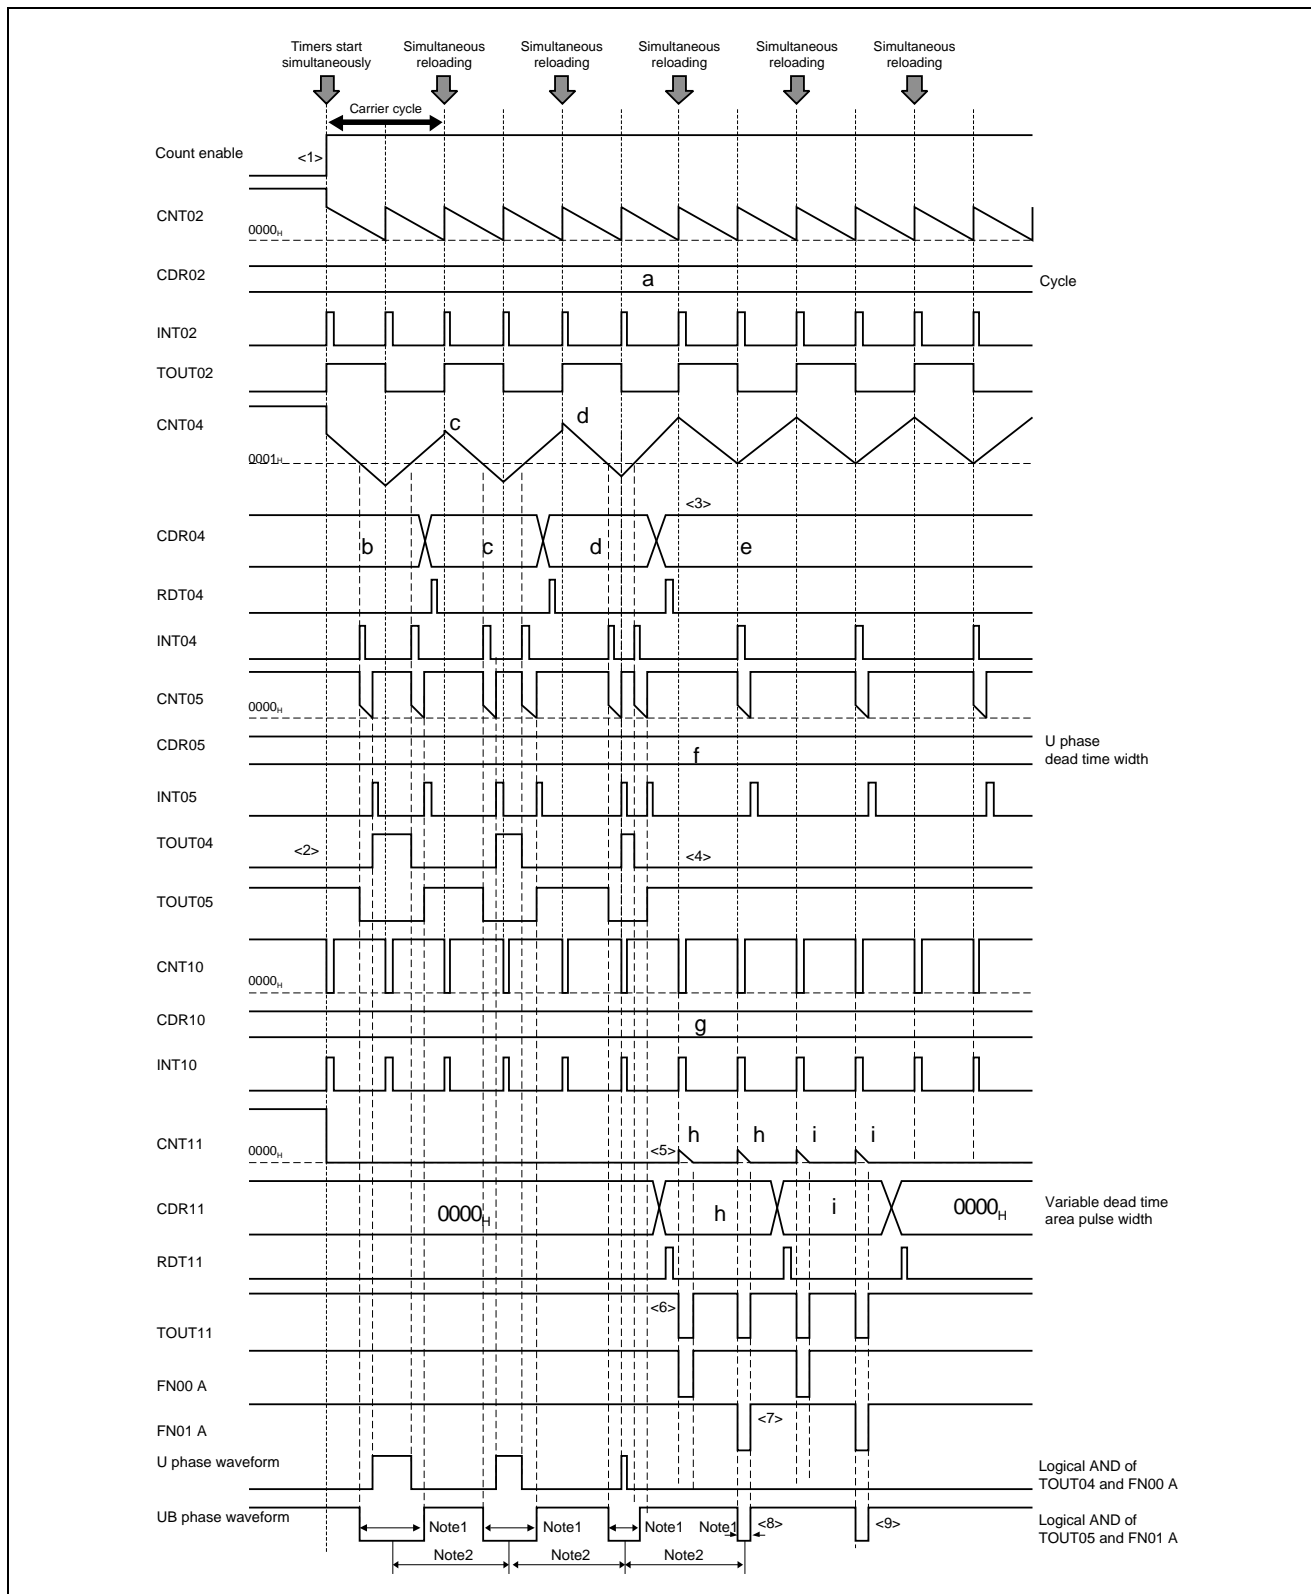 Timers start
simultaneously
Simultaneous
reloading
Simultaneous
reloading
Simultaneous
reloading
Simultaneous
reloading
Simultaneous
reloading
Carrier cycle
Count enable
<1>
CNT02
0000H
CDR02
a
Cycle
INT02
TOUT02
CNT04
c
d
0001H
<3>
CDR04
b
c
d
e
RDT04
INT04
CNT05
0000H
CDR05
f
U phase
dead time width
INT05
TOUT04
<2>
<4>
TOUT05
CNT10
0000H
CDR10
g
INT10
CNT11
0000H
<5>
h
h
i
i
CDR11
0000H
h
i
0000H
Variable dead time
area pulse width
RDT11
<6>
TOUT11
FN00 A
FN01 A
<7>
U phase waveform
Logical AND of
TOUT04 and FN00 A
UB phase waveform
Note1
Note1
Note1
Note1
<8>
<9>
Logical AND of
TOUT05 and FN01 A
Note2
Note2
Note2